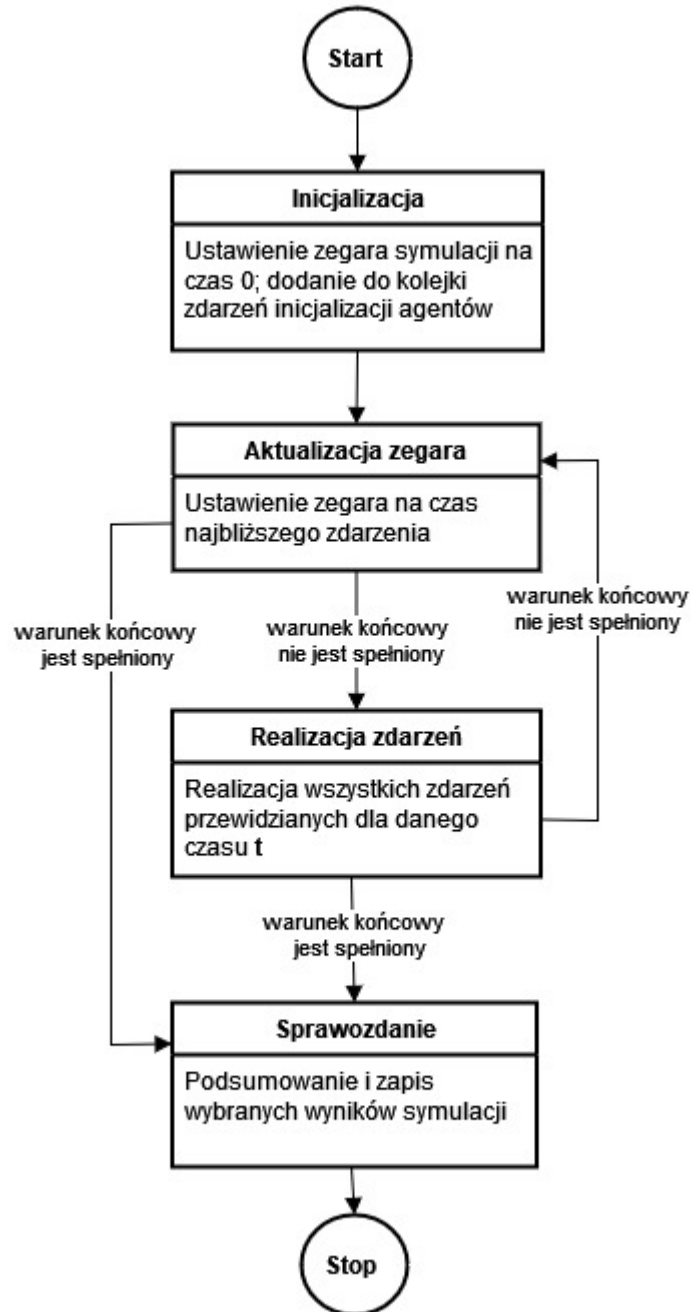 Start
Inicjalizacja
Ustawienie zegara symulacji na
czas 0; dodanie do kolejki
zdarzeń inicjalizacji agentów
Aktualizacja zegara
Ustawienie zegara na czas
najbliższego zdarzenia
warunek końcowy
jest spełniony
warunek końcowy
nie jest spełniony
warunek końcowy
nie jest spełniony
Realizacja zdarzeń
Realizacja wszystkich zdarzeń
przewidzianych dla danego
czasu t
warunek końcowy
jest spełniony
Sprawozdanie
Podsumowanie i zapis
wybranych wyników symulacji
Stop